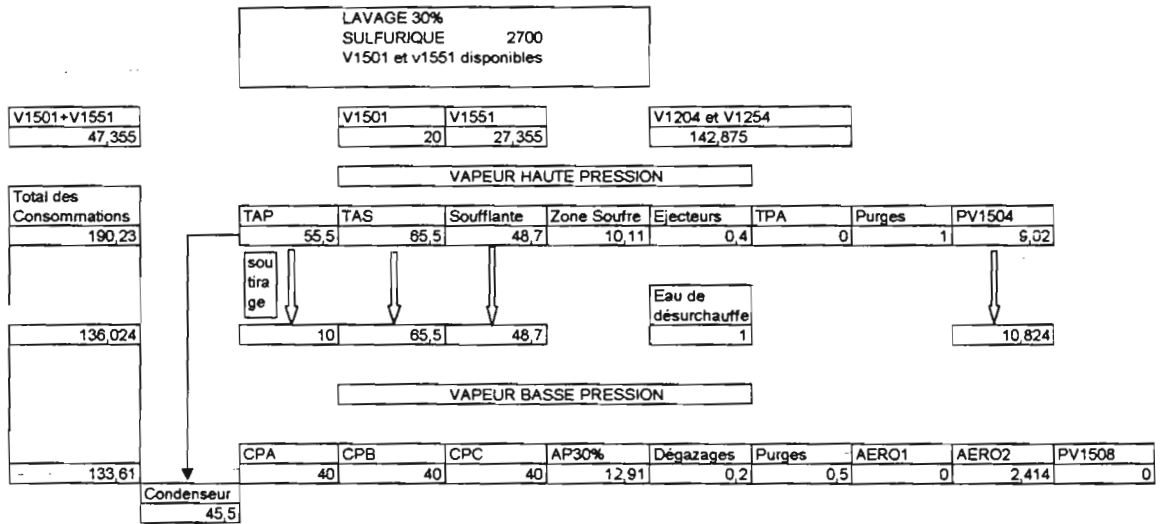 LAVAGE 30%
SULFURIQUE 2700
V1501 et v1551 disponibles
V1501+V1551 V1501 V1551 V1204 et V1254
47,355 20 27,355 142,875
VAPEUR HAUTE PRESSION
Total des
Consommations TAP TAS Soufflante Zone Soufre Ejecteurs TPA Purges PV1504
190,23 55,5 65,5 48,7 10,11 0,4 0 1 9,02
sou
tira
ge
Eau de
désurchauffe
136,024 10 65,5 48,7 1 10,824
VAPEUR BASSE PRESSION
CPA CPB CPC AP30% Dégazages Purges AERO1 AERO2 PV1508
133,61 40 40 40 12,91 0,2 0,5 0 2,414 0
Condenseur
45,5